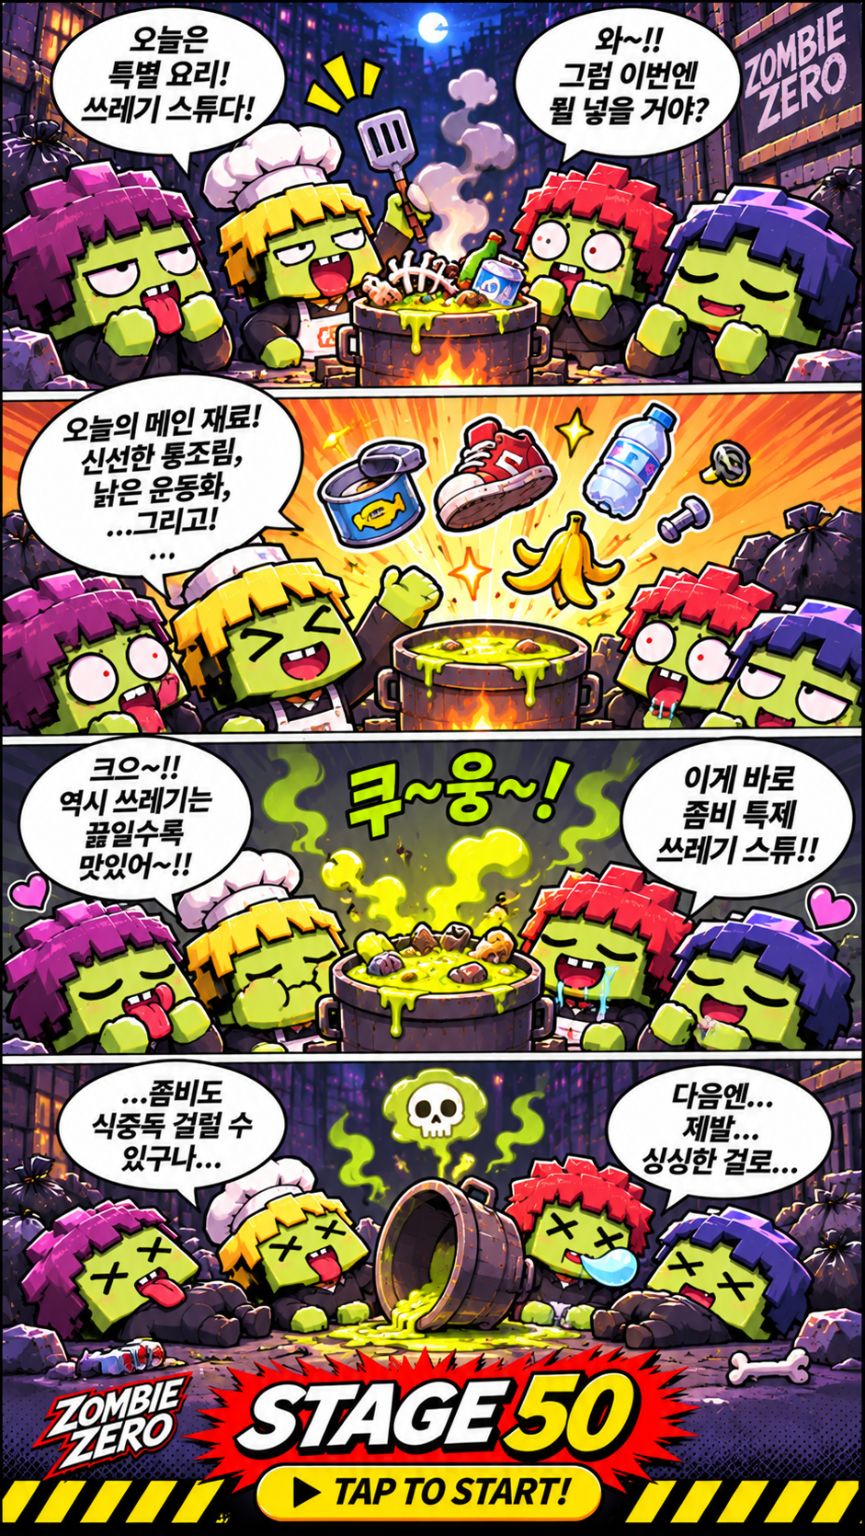 오늘은
특별 요리!
쓰레기 스튜다!
와~!!
그럼 이번엔
뭘 넣을 거야?
ZOMBIE
ZERO
오늘의 메인 재료!
신선한 통조림,
낡은 운동화,
...그리고!
...
크으~!!
역시 쓰레기는
끓일수록
맛있어~!!
쿠~웅~!
이게 바로
좀비 특제
쓰레기 스튜!!
...좀비도
식중독 걸럴 수
있구나...
다음엔...
제발...
싱싱한 걸로...
ZOMBIE
ZERO
STAGE 50
TAP TO START!